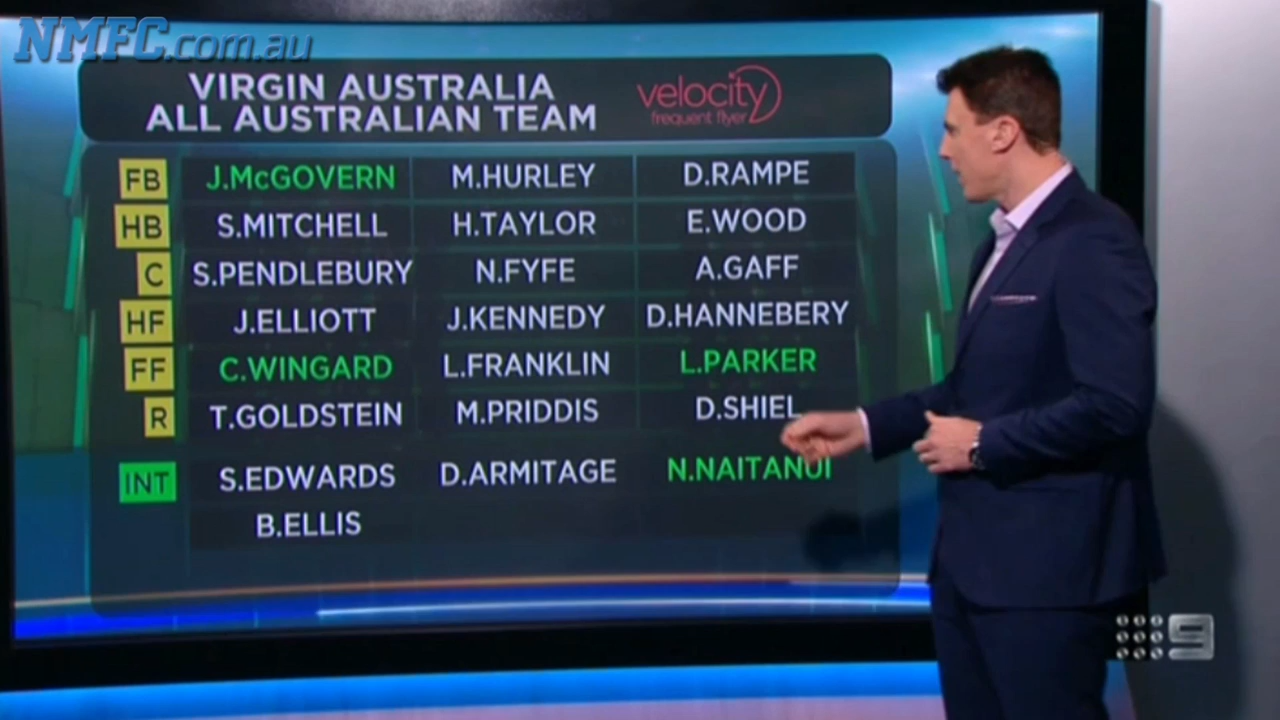 NMFC.com.au
VIRGIN AUSTRALIA
ALL AUSTRALIAN TEAM
velocity
frequent flyer
FB J.McGOVERN M.HURLEY D.RAMPE
HB S.MITCHELL H.TAYLOR E.WOOD
C S.PENDLEBURY N.FYFE A.GAFF
HF J.ELLIOTT J.KENNEDY D.HANNEBERY
FF C.WINGARD L.FRANKLIN L.PARKER
R T.GOLDSTEIN M.PRIDDIS D.SHIEL
INT S.EDWARDS D.ARMITAGE N.NAITANUI
B.ELLIS
9